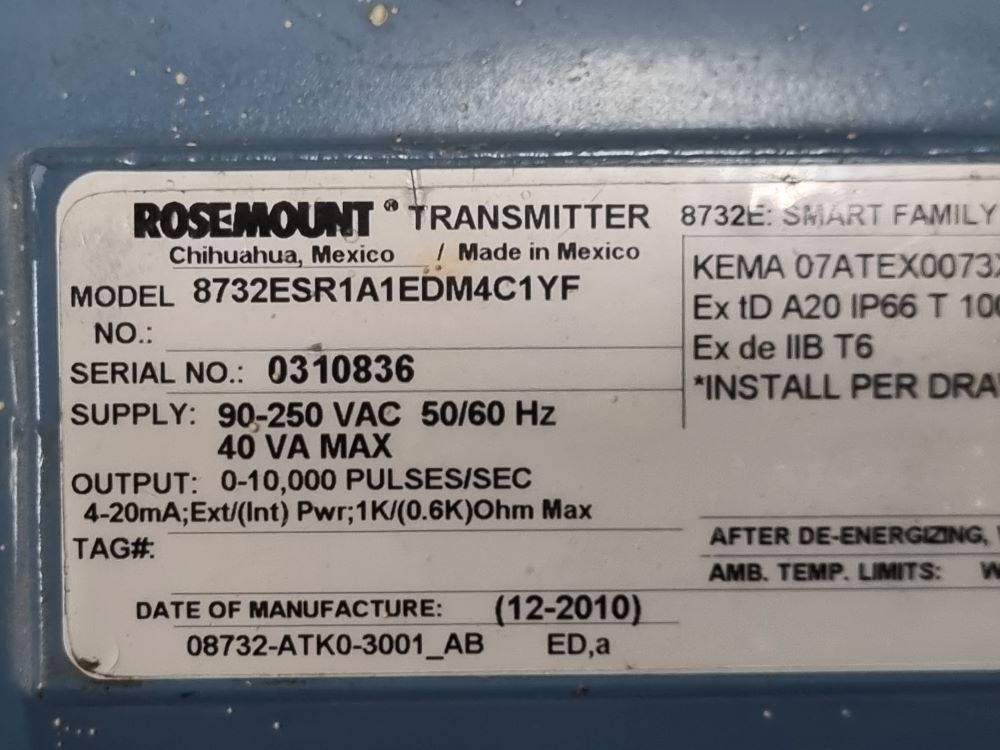 ROSEMOUNT® TRANSMITTER 8732E: SMART FAMILY
Chihuahua, Mexico / Made in Mexico
MODEL 8732ESR1A1EDM4C1YF
NO.:
SERIAL NO.: 0310836
SUPPLY: 90-250 VAC 50/60 Hz
40 VA MAX
OUTPUT: 0-10,000 PULSES/SEC
4-20mA;Ext/(Int) Pwr;1K/(0.6K)Ohm Max
TAG#:
DATE OF MANUFACTURE: (12-2010)
08732-ATK0-3001_AB ED,a
KEMA 07ATEX0073X
Ex tD A20 IP66 T
Ex de IIB T6
*INSTALL PER
AFTER DE-ENERGIZING,
AMB. TEMP. LIMITS: